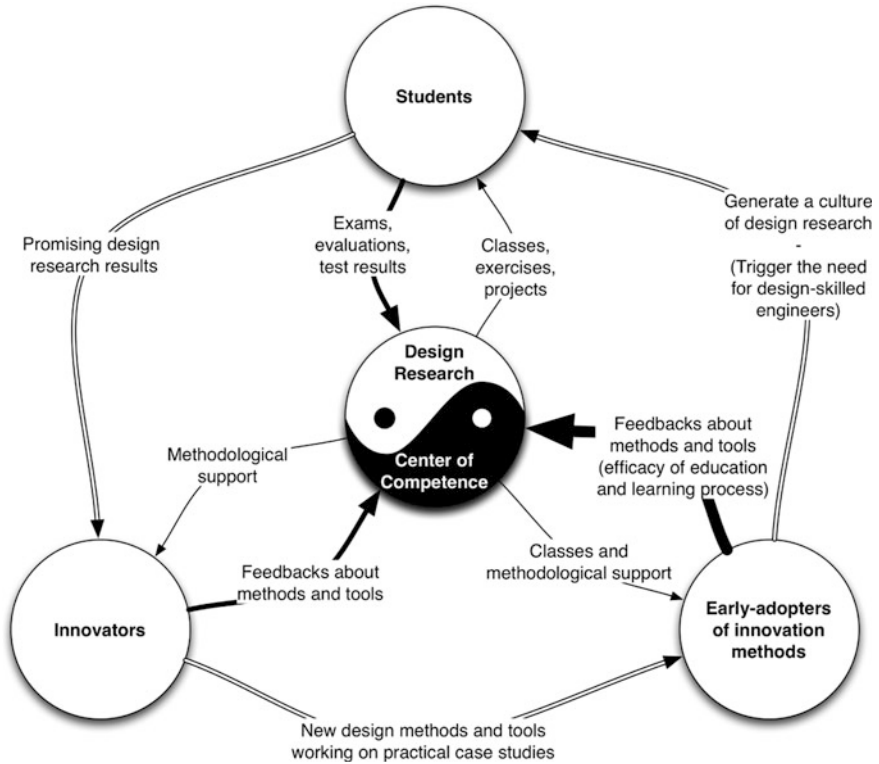 Students
Generate a culture
of design research
-
(Trigger the need
for design-skilled
engineers)
Promising design
research results
Exams,
evaluations,
test results
Classes,
exercises,
projects
Design
Research
Center of
Competence
Feedbacks about
methods and tools
(efficacy of education
and learning process)
Methodological
support
Classes and
methodological support
Feedbacks about
methods and tools
Innovators
Early-adopters
of innovation
methods
New design methods and tools
working on practical case studies